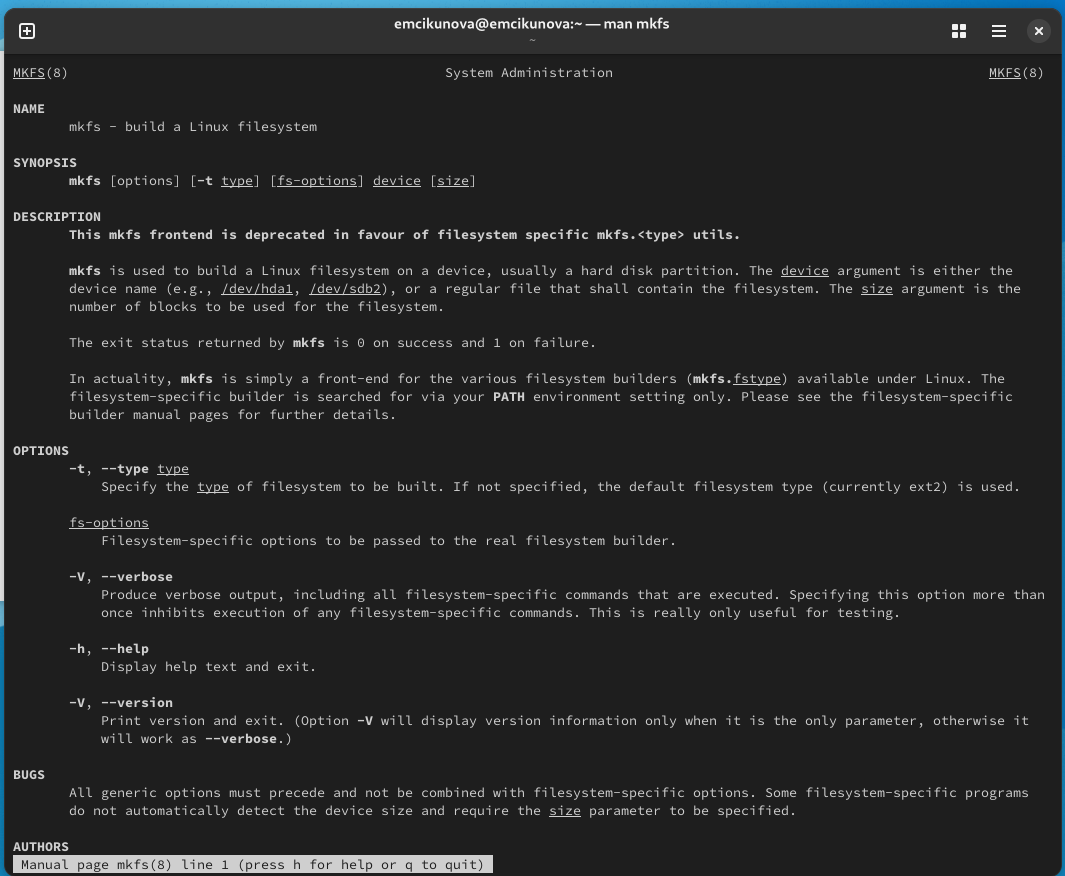 emcikunova@emcikunova:~ — man mkfs
~
MKFS(8) System Administration MKFS(8)
NAME
mkfs - build a Linux filesystem
SYNOPSIS
mkfs [options] [-t type] [fs-options] device [size]
DESCRIPTION
This mkfs frontend is deprecated in favour of filesystem specific mkfs.<type> utils.
mkfs is used to build a Linux filesystem on a device, usually a hard disk partition. The device argument is either the
device name (e.g., /dev/hda1, /dev/sdb2), or a regular file that shall contain the filesystem. The size argument is the
number of blocks to be used for the filesystem.
The exit status returned by mkfs is 0 on success and 1 on failure.
In actuality, mkfs is simply a front-end for the various filesystem builders (mkfs.fstype) available under Linux. The
filesystem-specific builder is searched for via your PATH environment setting only. Please see the filesystem-specific
builder manual pages for further details.
OPTIONS
-t, --type type
Specify the type of filesystem to be built. If not specified, the default filesystem type (currently ext2) is used.
fs-options
Filesystem-specific options to be passed to the real filesystem builder.
-V, --verbose
Produce verbose output, including all filesystem-specific commands that are executed. Specifying this option more than
once inhibits execution of any filesystem-specific commands. This is really only useful for testing.
-h, --help
Display help text and exit.
-V, --version
Print version and exit. (Option -V will display version information only when it is the only parameter, otherwise it
will work as --verbose.)
BUGS
All generic options must precede and not be combined with filesystem-specific options. Some filesystem-specific programs
do not automatically detect the device size and require the size parameter to be specified.
AUTHORS
Manual page mkfs(8) line 1 (press h for help or q to quit)